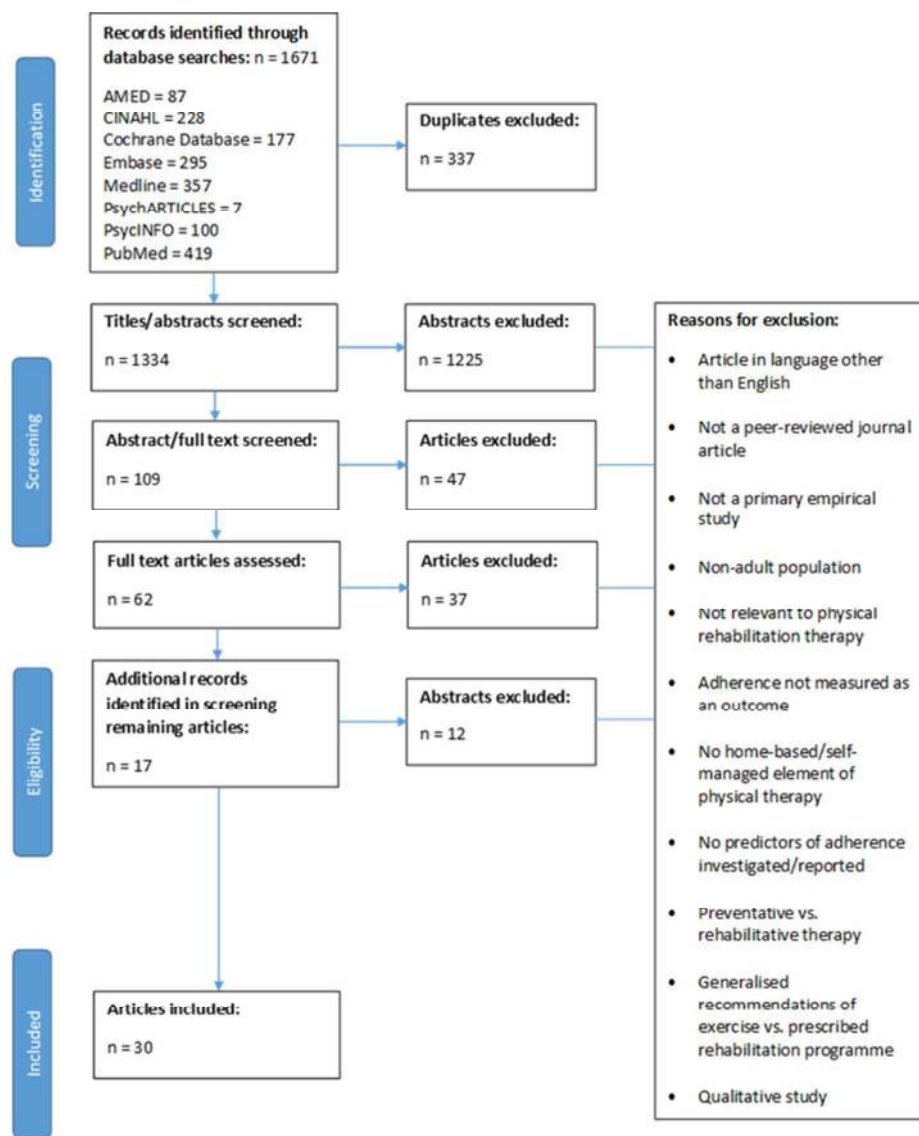 Identification
Records identified through
database searches: n = 1671
AMED = 87
CINAHL = 228
Cochrane Database = 177
Embase = 295
Medline = 357
PsychARTICLES = 7
PsycINFO = 100
PubMed = 419
Duplicates excluded:
n = 337
Screening
Titles/abstracts screened:
n = 1334
Abstracts excluded:
n = 1225
Abstract/full text screened:
n = 109
Articles excluded:
n = 47
Full text articles assessed:
n = 62
Articles excluded:
n = 37
Eligibility
Additional records
identified in screening
remaining articles:
n = 17
Abstracts excluded:
n = 12
Included
Articles included:
n = 30
Reasons for exclusion:
• Article in language other
than English
• Not a peer-reviewed journal
article
• Not a primary empirical
study
• Non-adult population
• Not relevant to physical
rehabilitation therapy
• Adherence not measured as
an outcome
• No home-based/self-
managed element of
physical therapy
• No predictors of adherence
investigated/reported
• Preventative vs.
rehabilitative therapy
• Generalised
recommendations of
exercise vs. prescribed
rehabilitation programme
• Qualitative study